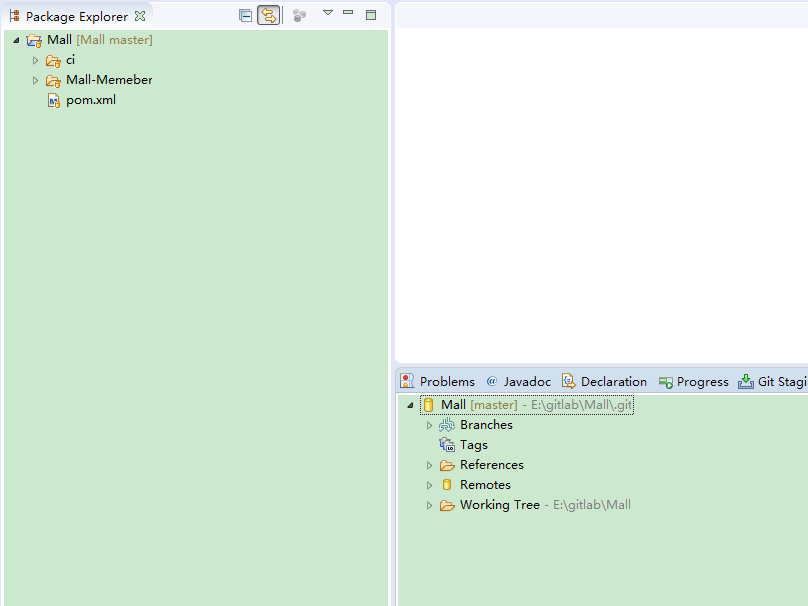 Package Explorer
Mall [Mall master]
ci
Mall-Memeber
pom.xml
Problems @ Javadoc Declaration Progress Git Stagi
Mall [master] - E:\gitlab\Mall\.git
Branches
Tags
References
Remotes
Working Tree - E:\gitlab\Mall